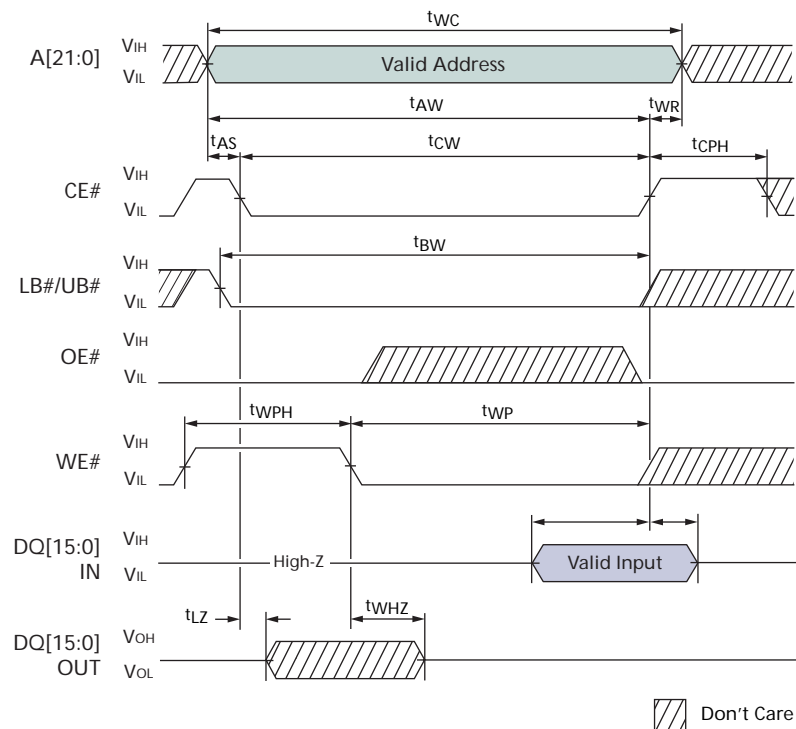 tWC
A[21:0] VIH
VIL
Valid Address
tAW tWR
tAS tCW tCPH
CE# VIH
VIL
tBW
LB#/UB# VIH
VIL
OE# VIH
VIL
tWPH tWP
WE# VIH
VIL
DQ[15:0] IN VIH
VIL
High-Z
Valid Input
tLZ tWHZ
DQ[15:0] OUT VOH
VOL
Don't Care